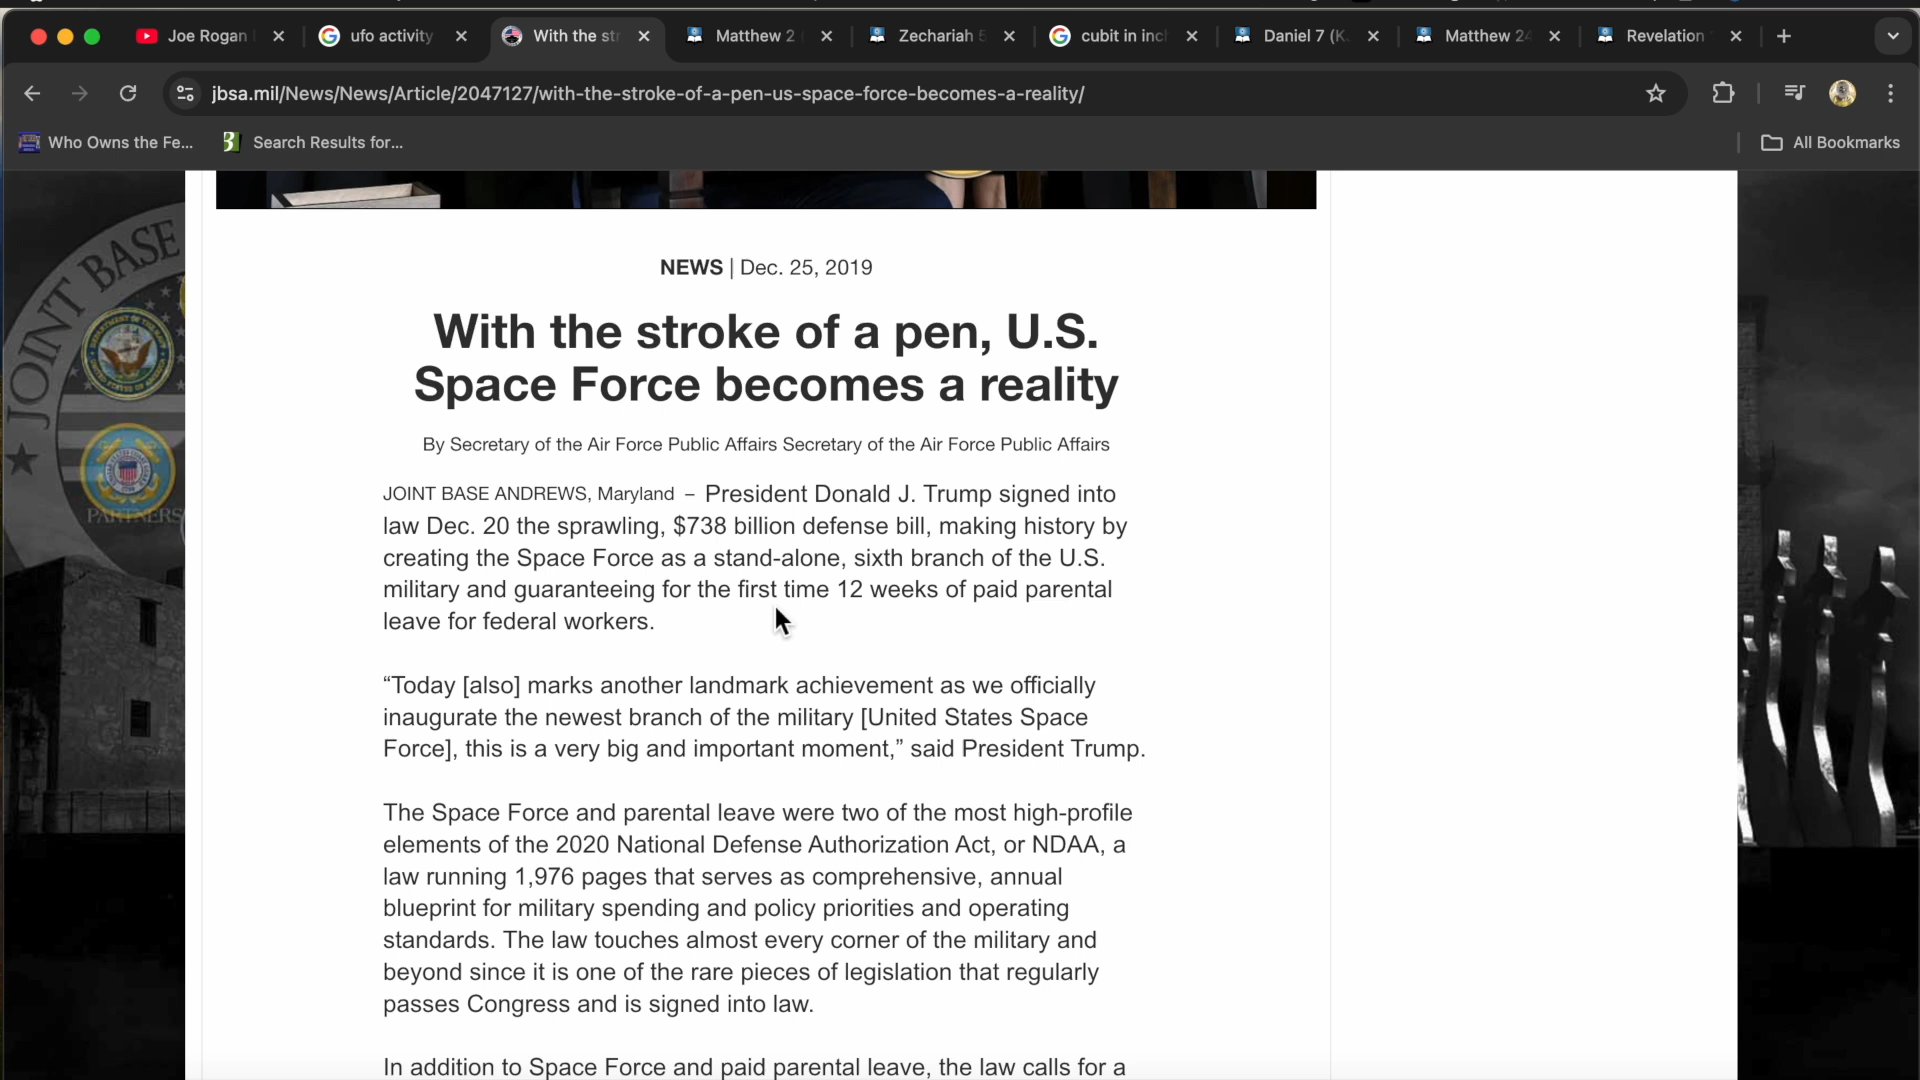 Joe Rogan
ufo activity
With the str
Matthew 2
Zechariah 5
cubit in inc
Daniel 7 (K
Matthew 24
Revelation
jbsa.mil/News/News/Article/2047127/with-the-stroke-of-a-pen-us-space-force-becomes-a-reality/
Who Owns the Fe...
Search Results for...
All Bookmarks
JOINT BASE
PARTNERS
NEWS | Dec. 25, 2019
With the stroke of a pen, U.S.
Space Force becomes a reality
By Secretary of the Air Force Public Affairs Secretary of the Air Force Public Affairs
JOINT BASE ANDREWS, Maryland – President Donald J. Trump signed into
law Dec. 20 the sprawling, $738 billion defense bill, making history by
creating the Space Force as a stand-alone, sixth branch of the U.S.
military and guaranteeing for the first time 12 weeks of paid parental
leave for federal workers.
“Today [also] marks another landmark achievement as we officially
inaugurate the newest branch of the military [United States Space
Force], this is a very big and important moment,” said President Trump.
The Space Force and parental leave were two of the most high-profile
elements of the 2020 National Defense Authorization Act, or NDAA, a
law running 1,976 pages that serves as comprehensive, annual
blueprint for military spending and policy priorities and operating
standards. The law touches almost every corner of the military and
beyond since it is one of the rare pieces of legislation that regularly
passes Congress and is signed into law.
In addition to Space Force and paid parental leave, the law calls for a